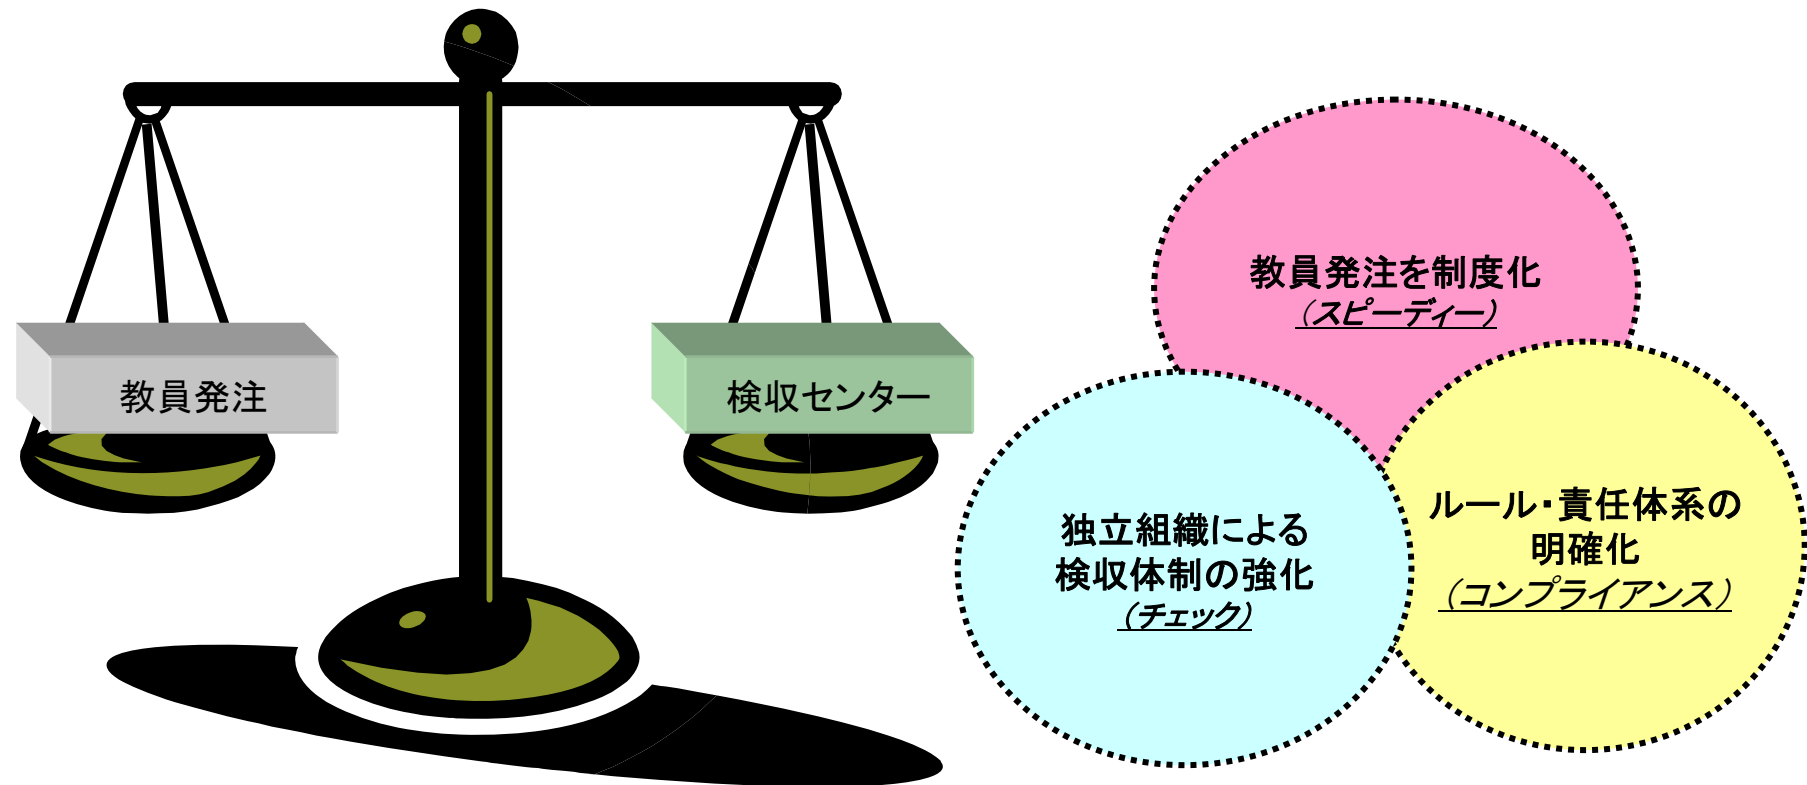 教員発注
検収センター
教員発注を制度化
（スピーディー）
独立組織による
検収体制の強化
（チェック）
ルール・責任体系の
明確化
（コンプライアンス）